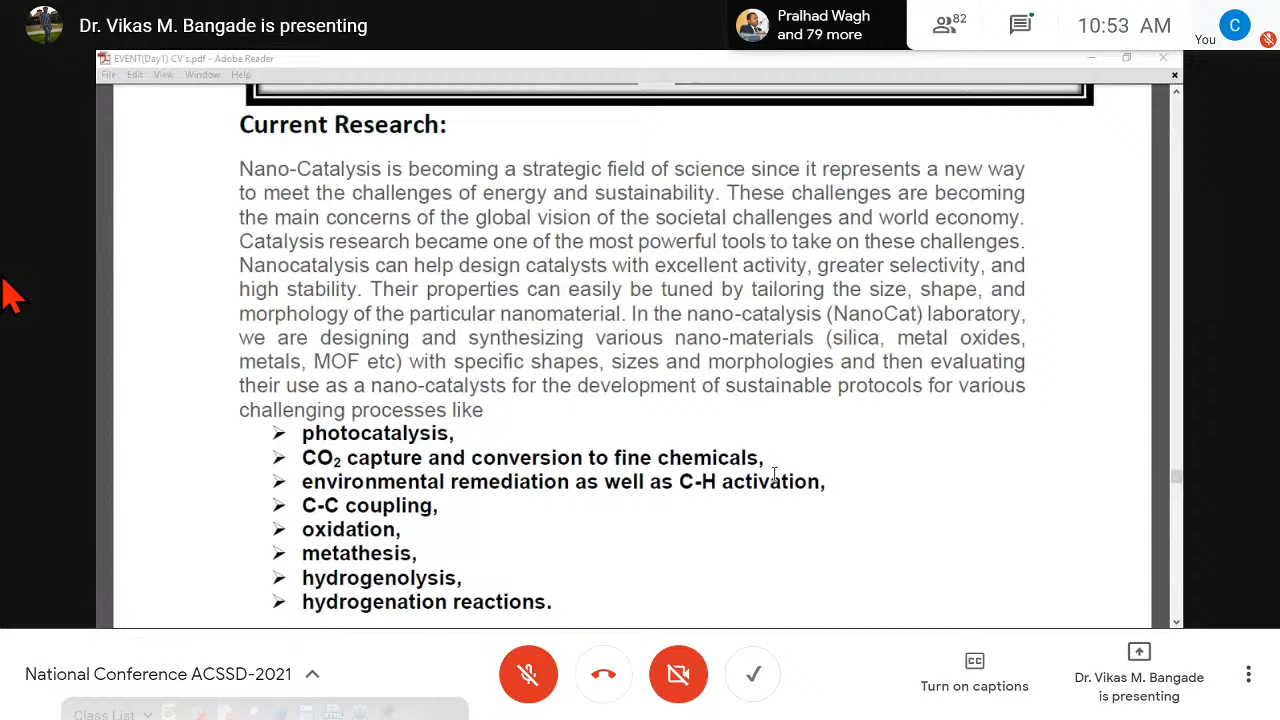 Dr. Vikas M. Bangade is presenting
Pralhad Wagh
and 79 more
82
10:53 AM
You
C
EVENT(Day1) CV's.pdf - Adobe Reader
File Edit View Window Help
Current Research:
Nano-Catalysis is becoming a strategic field of science since it represents a new way
to meet the challenges of energy and sustainability. These challenges are becoming
the main concerns of the global vision of the societal challenges and world economy.
Catalysis research became one of the most powerful tools to take on these challenges.
Nanocatalysis can help design catalysts with excellent activity, greater selectivity, and
high stability. Their properties can easily be tuned by tailoring the size, shape, and
morphology of the particular nanomaterial. In the nano-catalysis (NanoCat) laboratory,
we are designing and synthesizing various nano-materials (silica, metal oxides,
metals, MOF etc) with specific shapes, sizes and morphologies and then evaluating
their use as a nano-catalysts for the development of sustainable protocols for various
challenging processes like
➢ photocatalysis,
➢ CO₂ capture and conversion to fine chemicals,
➢ environmental remediation as well as C-H activation,
➢ C-C coupling,
➢ oxidation,
➢ metathesis,
➢ hydrogenolysis,
➢ hydrogenation reactions.
National Conference ACSSD-2021
CC
Turn on captions
Dr. Vikas M. Bangade
is presenting
Class List